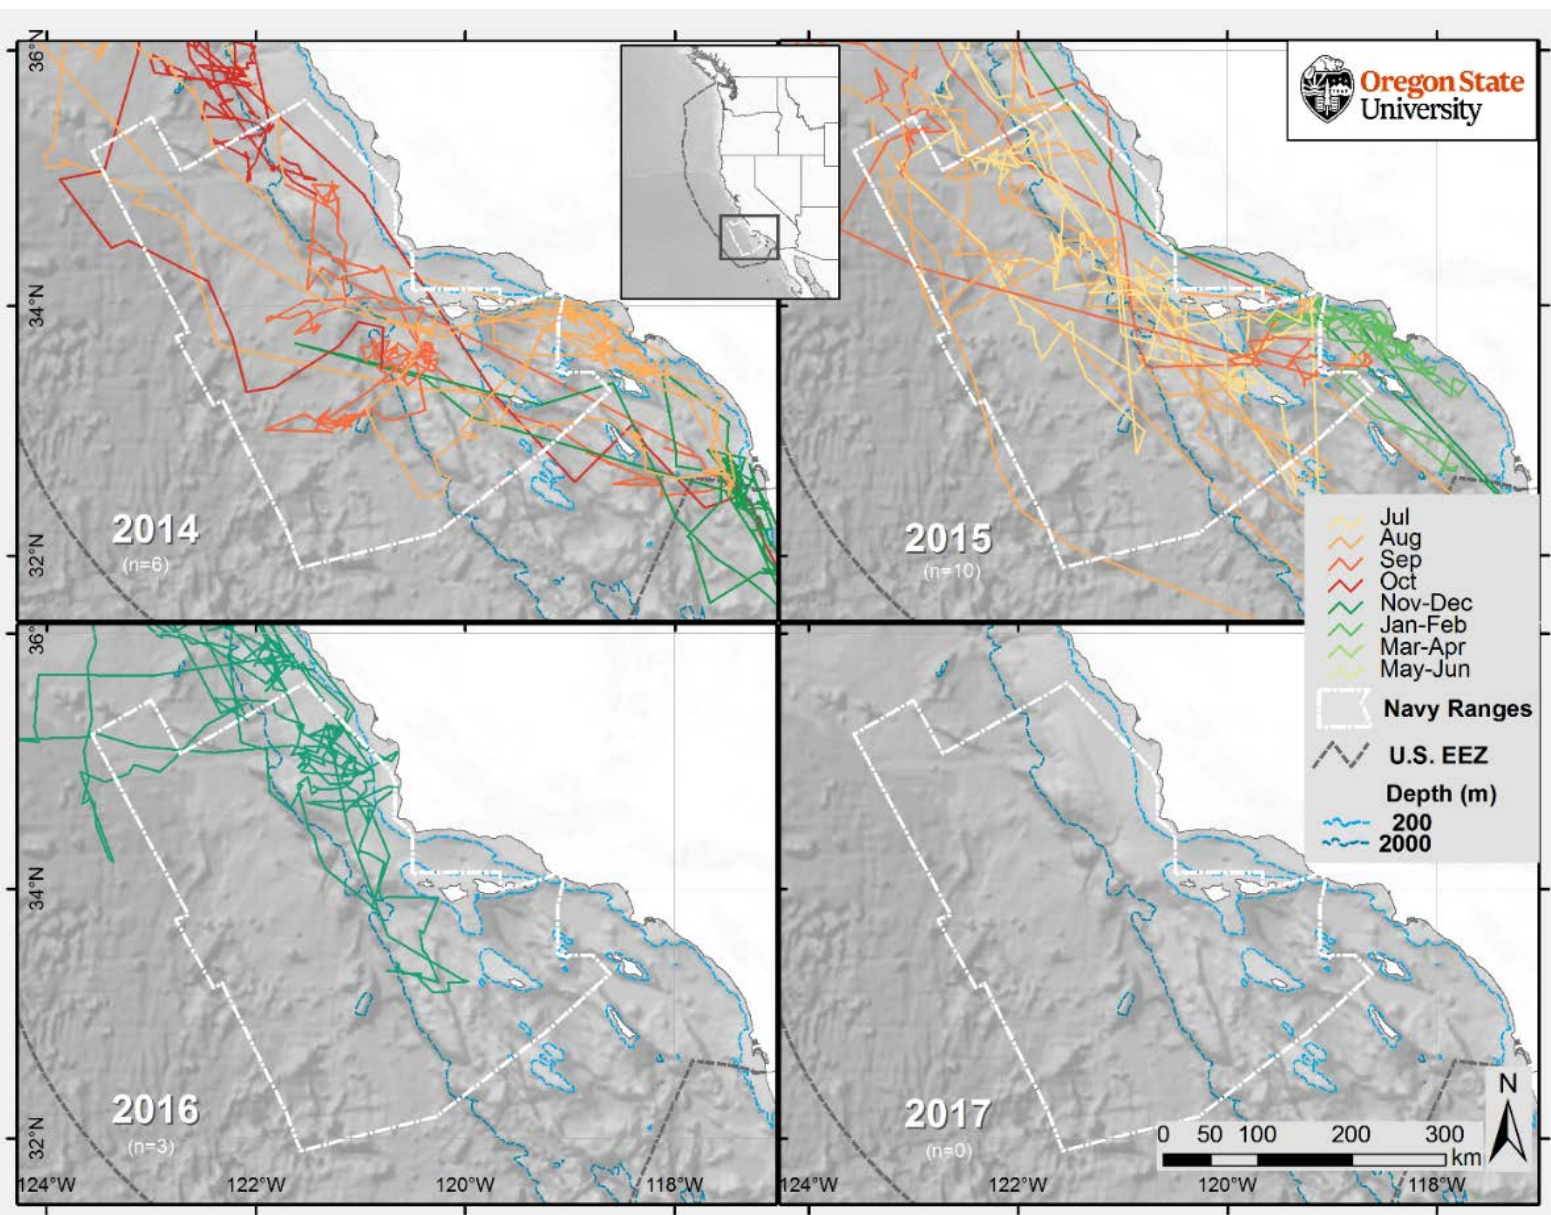 36°N
34°N
32°N
2014
(n=6)
Oregon State
University
2015
(n=10)
Jul
Aug
Sep
Oct
Nov-Dec
Jan-Feb
Mar-Apr
May-Jun
Navy Ranges
U.S. EEZ
Depth (m)
200
2000
36°
34°N
32°N
2016
(n=3)
2017
(n=0)
N
0 50 100 200 300
km
124°W 122°W 120°W 118°W
124°W 122°W 120°W 118°W